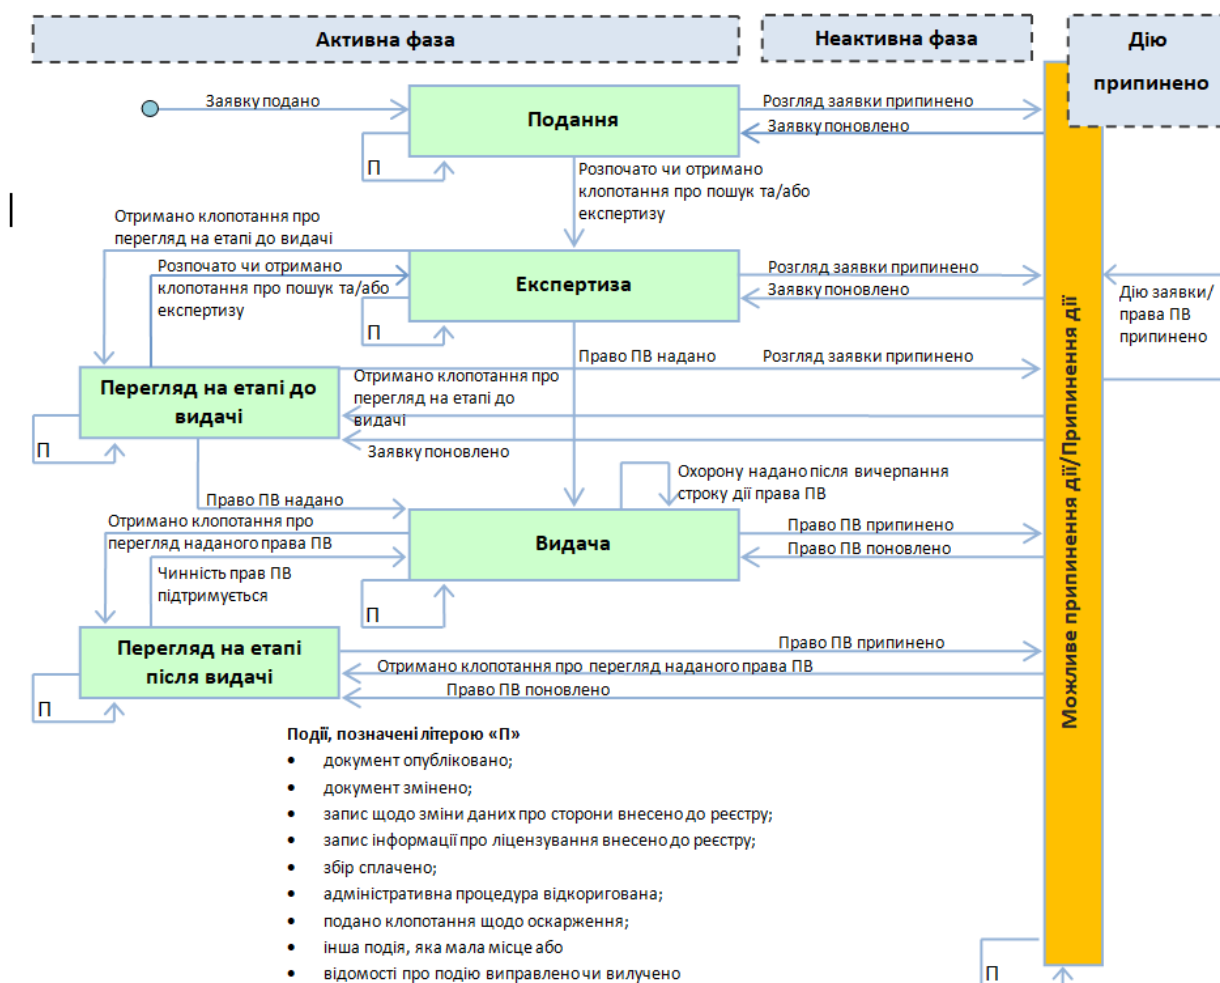 Активна фаза
Неактивна фаза
Дію
припинено
Заявку подано
Подання
Розгляд заявки припинено
Заявку поновлено
П
Розпочато чи отримано
клопотання про пошук та/або
експертизу
Отримано клопотання про
перегляд на етапі до видачі
Розпочато чи отримано
клопотання про пошук та/або
експертизу
Експертиза
Розгляд заявки припинено
Заявку поновлено
П
Дію заявки/
права ПВ
припинено
Право ПВ надано
Розгляд заявки припинено
Перегляд на етапі до
видачі
Отримано клопотання про
перегляд на етапі до
видачі
Заявку поновлено
П
Можливе припинення дії/Припинення дії
Охорону надано після вичерпання
строку дії права ПВ
Право ПВ надано
Отримано клопотання про
перегляд наданого права ПВ
Видача
Право ПВ припинено
Право ПВ поновлено
Чинність прав ПВ
підтримується
П
Перегляд на етапі
після видачі
Право ПВ припинено
Отримано клопотання про перегляд наданого права ПВ
Право ПВ поновлено
П
Події, позначені літерою «П»
• документ опубліковано;
• документ змінено;
• запис щодо зміни даних про сторони внесено до реєстру;
• запис інформації про ліцензування внесено до реєстру;
• збір сплачено;
• адміністративна процедура відкоригована;
• подано клопотання щодо оскарження;
• інша подія, яка мала місце або
• відомості про подію виправлено чи вилучено
П